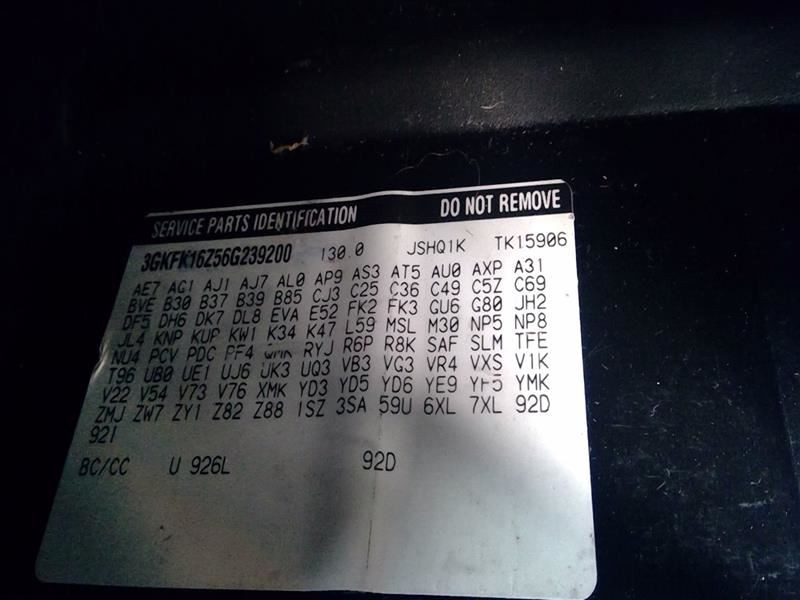 SERVICE PARTS IDENTIFICATION DO NOT REMOVE
3GKFK16Z56G239200 130.0 JSHQ1K TK15906
AE7 AG1 AJ1 AJ7 AL0 AP9 AS3 AT5 AU0 AXP A31
BVE B30 B37 B39 B85 CJ3 C25 C36 C49 C5Z C69
DF5 DH6 DK7 DL8 EVA E52 FK2 FK3 GU6 G80 JH2
JL4 KNP KUP KW1 K34 K47 L59 MSL M30 NP5 NP8
NU4 PCV PDC PF4 RYJ R6P R8K SAF SLM TFE
T96 UB0 UE1 UJ6 UK3 UQ3 VB3 VG3 VR4 VXS V1K
V22 V54 V73 V76 XMK YD3 YD5 YD6 YE9 YF5 YMK
ZMJ ZW7 ZY1 Z82 Z88 1SZ 3SA 59U 6XL 7XL 92D
92I
BC/CC U 926L 92D